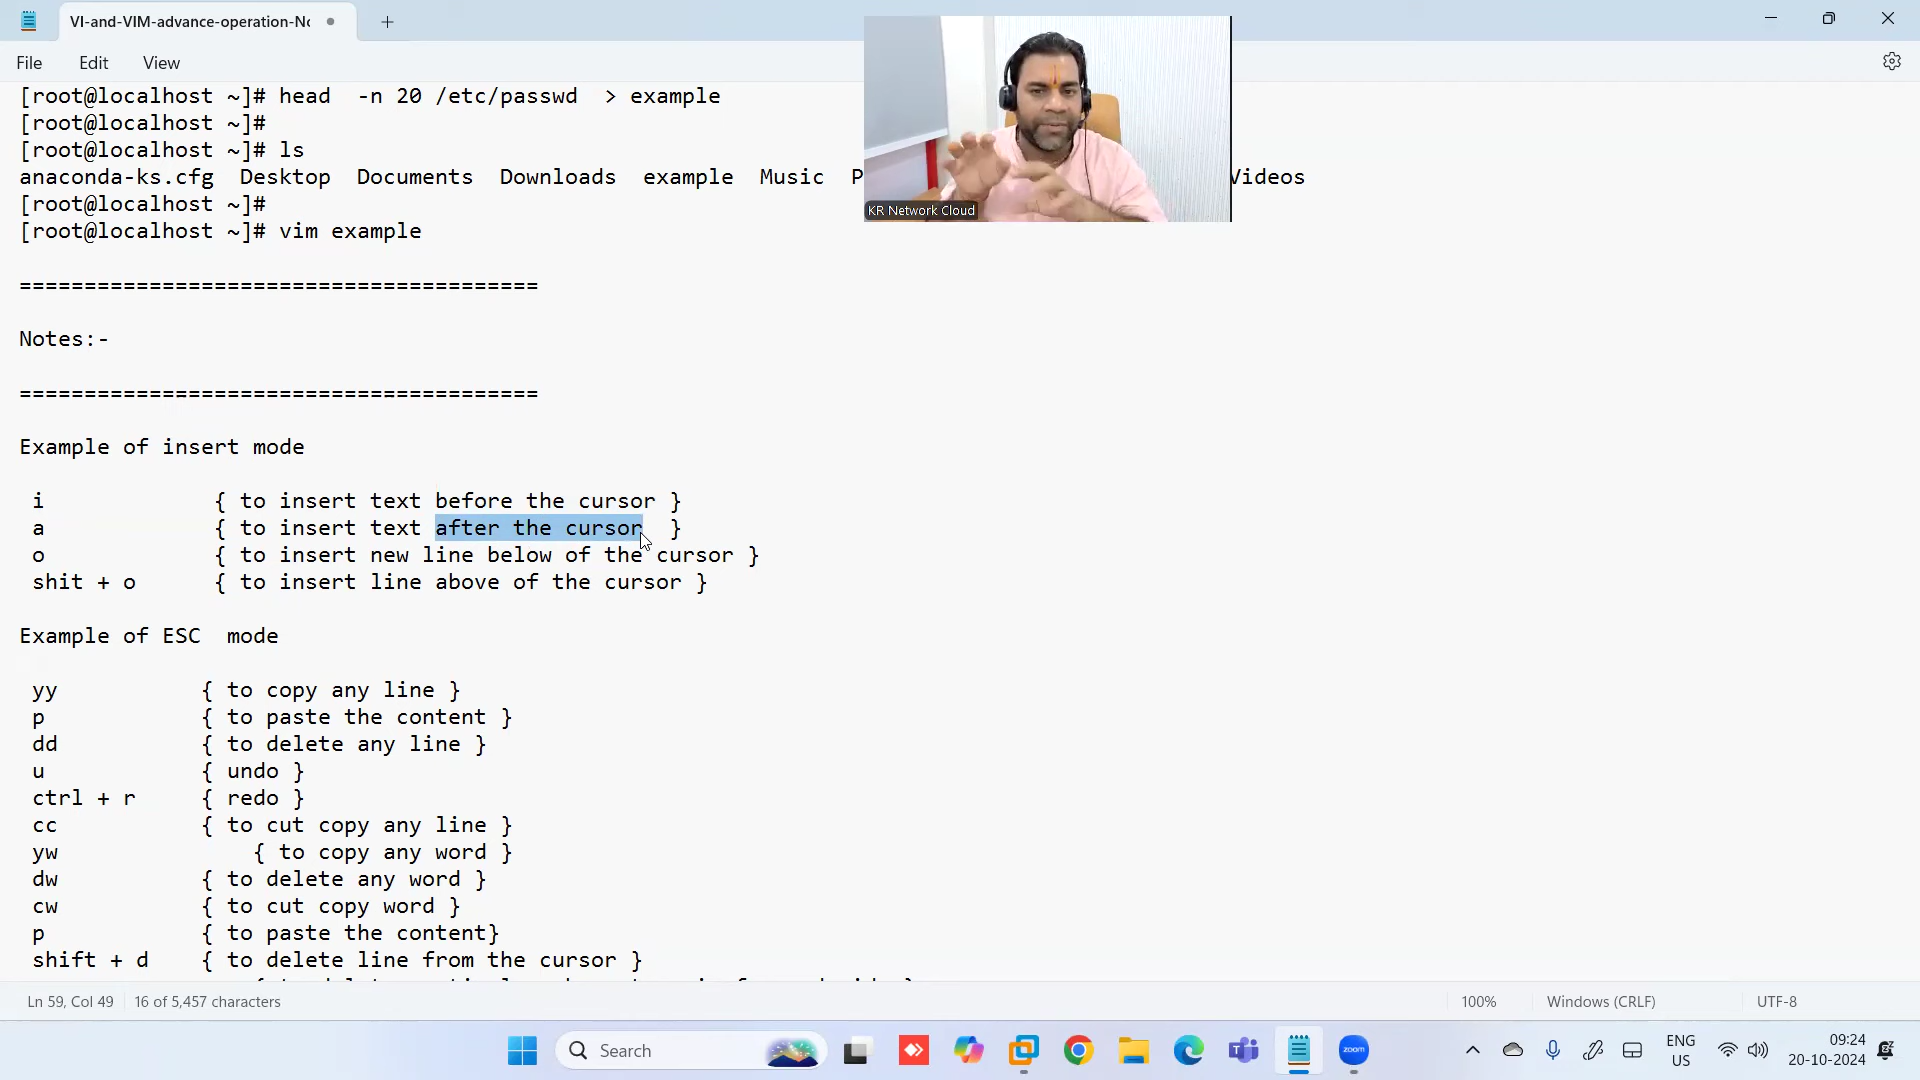 VI-and-VIM-advance-operation-No
File Edit View
[root@localhost ~]# head  -n 20 /etc/passwd  > example
[root@localhost ~]#
[root@localhost ~]# ls
anaconda-ks.cfg  Desktop  Documents  Downloads  example  Music  P Videos
[root@localhost ~]#
[root@localhost ~]# vim example
KR Network Cloud
========================================
Notes:-
========================================
Example of insert mode
i { to insert text before the cursor }
a { to insert text after the cursor  }
o { to insert new line below of the cursor }
shit + o { to insert line above of the cursor }
Example of ESC  mode
yy { to copy any line }
p { to paste the content }
dd { to delete any line }
u { undo }
ctrl + r { redo }
cc { to cut copy any line }
yw { to copy any word }
dw { to delete any word }
cw { to cut copy word }
p { to paste the content}
shift + d { to delete line from the cursor }
Ln 59, Col 49 16 of 5,457 characters 100% Windows (CRLF) UTF-8
Search
zoom
ENG
US
09:24
20-10-2024